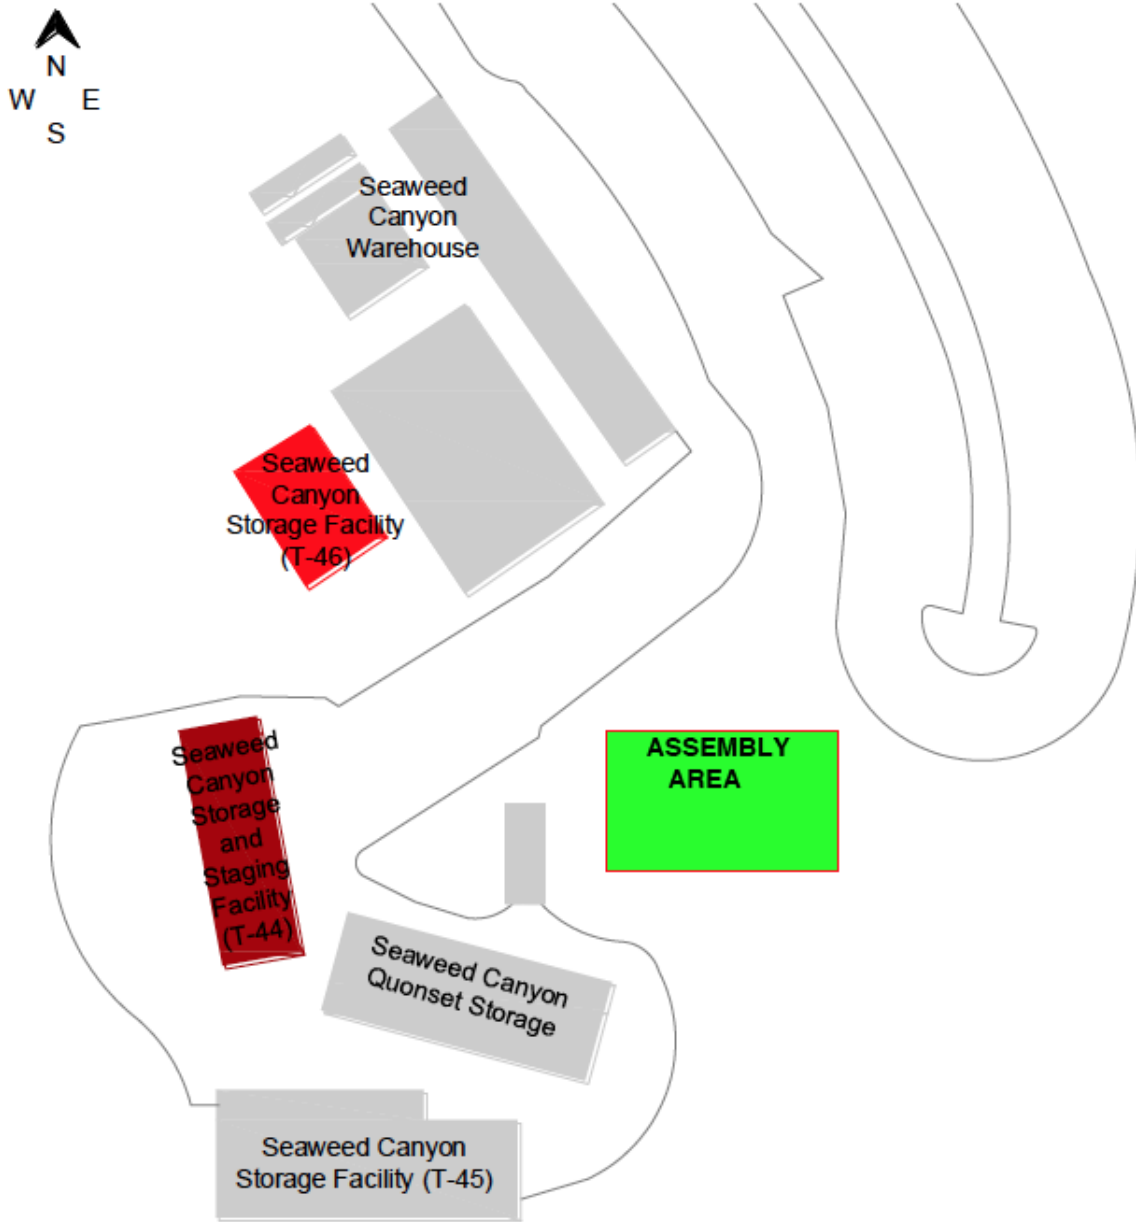 N
W E
S
Seaweed
Canyon
Warehouse
Seaweed
Canyon
Storage Facility
(T-46)
Seaweed
Canyon
Storage
and
Staging
Facility
(T-44)
ASSEMBLY
AREA
Seaweed Canyon
Quonset Storage
Seaweed Canyon
Storage Facility (T-45)